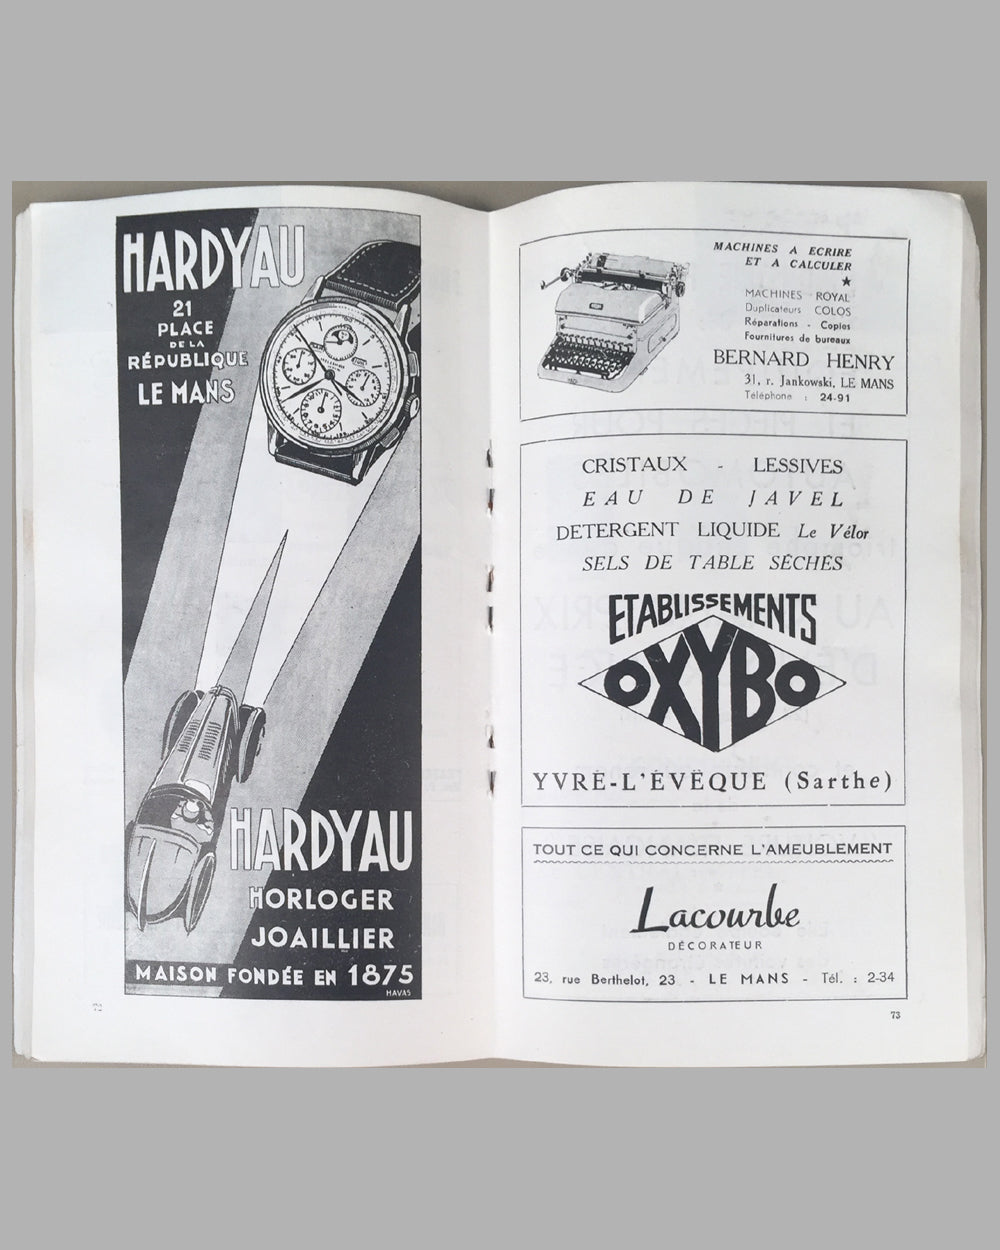 HARDYAU
21
PLACE
DE LA
RÉPUBLIQUE
LE MANS
HARDYAU
HORLOGER
JOAILLIER
MAISON FONDÉE EN 1875
HAVAS
72
MACHINES A ECRIRE
ET A CALCULER
★
MACHINES ROYAL
Duplicateurs COLOS
Réparations - Copies
Fournitures de bureaux
BERNARD HENRY
31, r. Jankowski, LE MANS
Téléphone : 24-91
CRISTAUX - LESSIVES
EAU DE JAVEL
DETERGENT LIQUIDE Le Vélor
SELS DE TABLE SÉCHÉS
ETABLISSEMENTS
OXYBO
YVRÉ-L'ÉVÊQUE (Sarthe)
TOUT CE QUI CONCERNE L'AMEUBLEMENT
Lacourbe
DÉCORATEUR
23, rue Berthelot, 23 - LE MANS - Tél. : 2-34
73